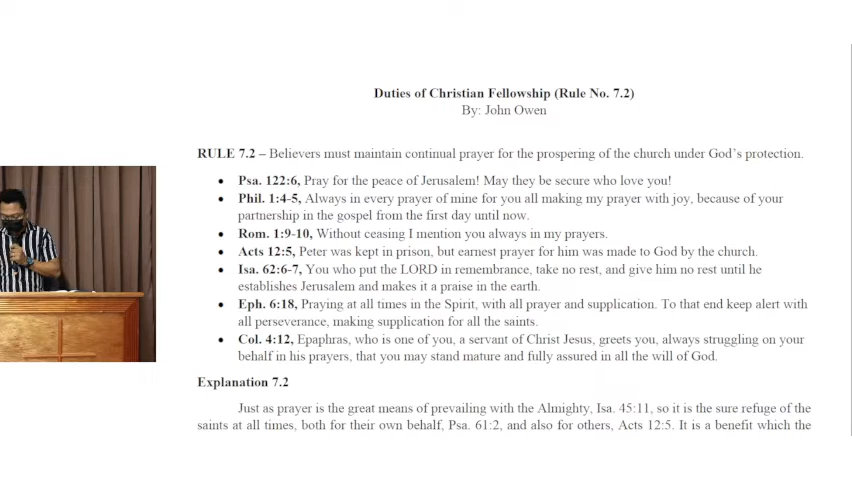 Duties of Christian Fellowship (Rule No. 7.2)
By: John Owen
RULE 7.2 – Believers must maintain continual prayer for the prospering of the church under God's protection.
• Psa. 122:6, Pray for the peace of Jerusalem! May they be secure who love you!
• Phil. 1:4-5, Always in every prayer of mine for you all making my prayer with joy, because of your
partnership in the gospel from the first day until now.
• Rom. 1:9-10, Without ceasing I mention you always in my prayers.
• Acts 12:5, Peter was kept in prison, but earnest prayer for him was made to God by the church.
• Isa. 62:6-7, You who put the LORD in remembrance, take no rest, and give him no rest until he
establishes Jerusalem and makes it a praise in the earth.
• Eph. 6:18, Praying at all times in the Spirit, with all prayer and supplication. To that end keep alert with
all perseverance, making supplication for all the saints.
• Col. 4:12, Epaphras, who is one of you, a servant of Christ Jesus, greets you, always struggling on your
behalf in his prayers, that you may stand mature and fully assured in all the will of God.
Explanation 7.2
Just as prayer is the great means of prevailing with the Almighty, Isa. 45:11, so it is the sure refuge of the
saints at all times, both for their own behalf, Psa. 61:2, and also for others, Acts 12:5. It is a benefit which the